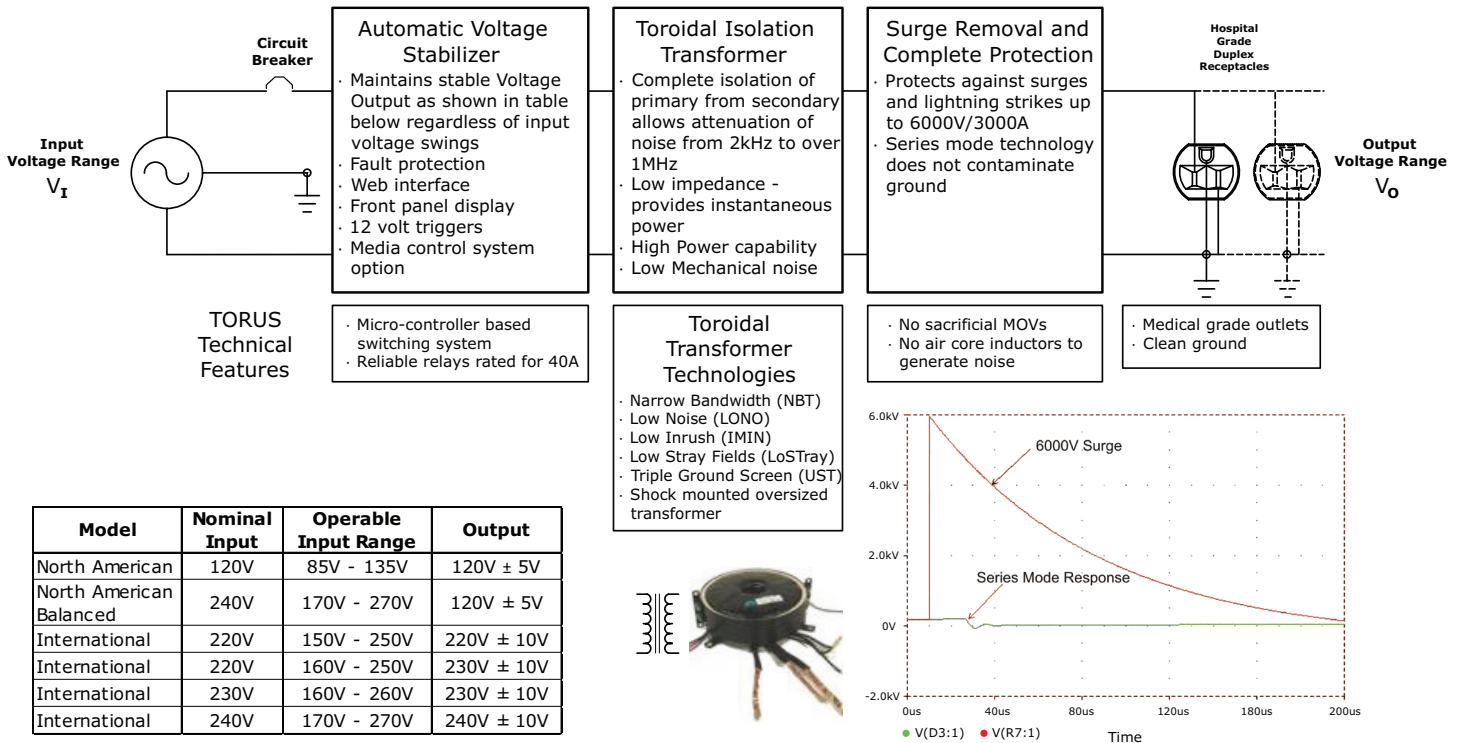 Circuit
Breaker
Input
Voltage Range
VI
Automatic Voltage
Stabilizer
· Maintains stable Voltage
Output as shown in table
below regardless of input
voltage swings
· Fault protection
· Web interface
· Front panel display
· 12 volt triggers
· Media control system
option
Toroidal Isolation
Transformer
· Complete isolation of
primary from secondary
allows attenuation of
noise from 2kHz to over
1MHz
· Low impedance -
provides instantaneous
power
· High Power capability
· Low Mechanical noise
Surge Removal and
Complete Protection
· Protects against surges
and lightning strikes up
to 6000V/3000A
· Series mode technology
does not contaminate
ground
Hospital
Grade
Duplex
Receptacles
Output
Voltage Range
VO
TORUS
Technical
Features
· Micro-controller based
switching system
· Reliable relays rated for 40A
Toroidal
Transformer
Technologies
· Narrow Bandwidth (NBT)
· Low Noise (LONO)
· Low Inrush (IMIN)
· Low Stray Fields (LoSTray)
· Triple Ground Screen (UST)
· Shock mounted oversized
transformer
· No sacrificial MOVs
· No air core inductors to
generate noise
· Medical grade outlets
· Clean ground
Model Nominal Input Operable Input Range Output
North American 120V 85V - 135V 120V ± 5V
North American Balanced 240V 170V - 270V 120V ± 5V
International 220V 150V - 250V 220V ± 10V
International 220V 160V - 250V 230V ± 10V
International 230V 160V - 260V 230V ± 10V
International 240V 170V - 270V 240V ± 10V
6.0kV
6000V Surge
4.0kV
2.0kV
Series Mode Response
0V
-2.0kV
0us 40us 80us 120us 180us 200us
V(D3:1) V(R7:1) Time